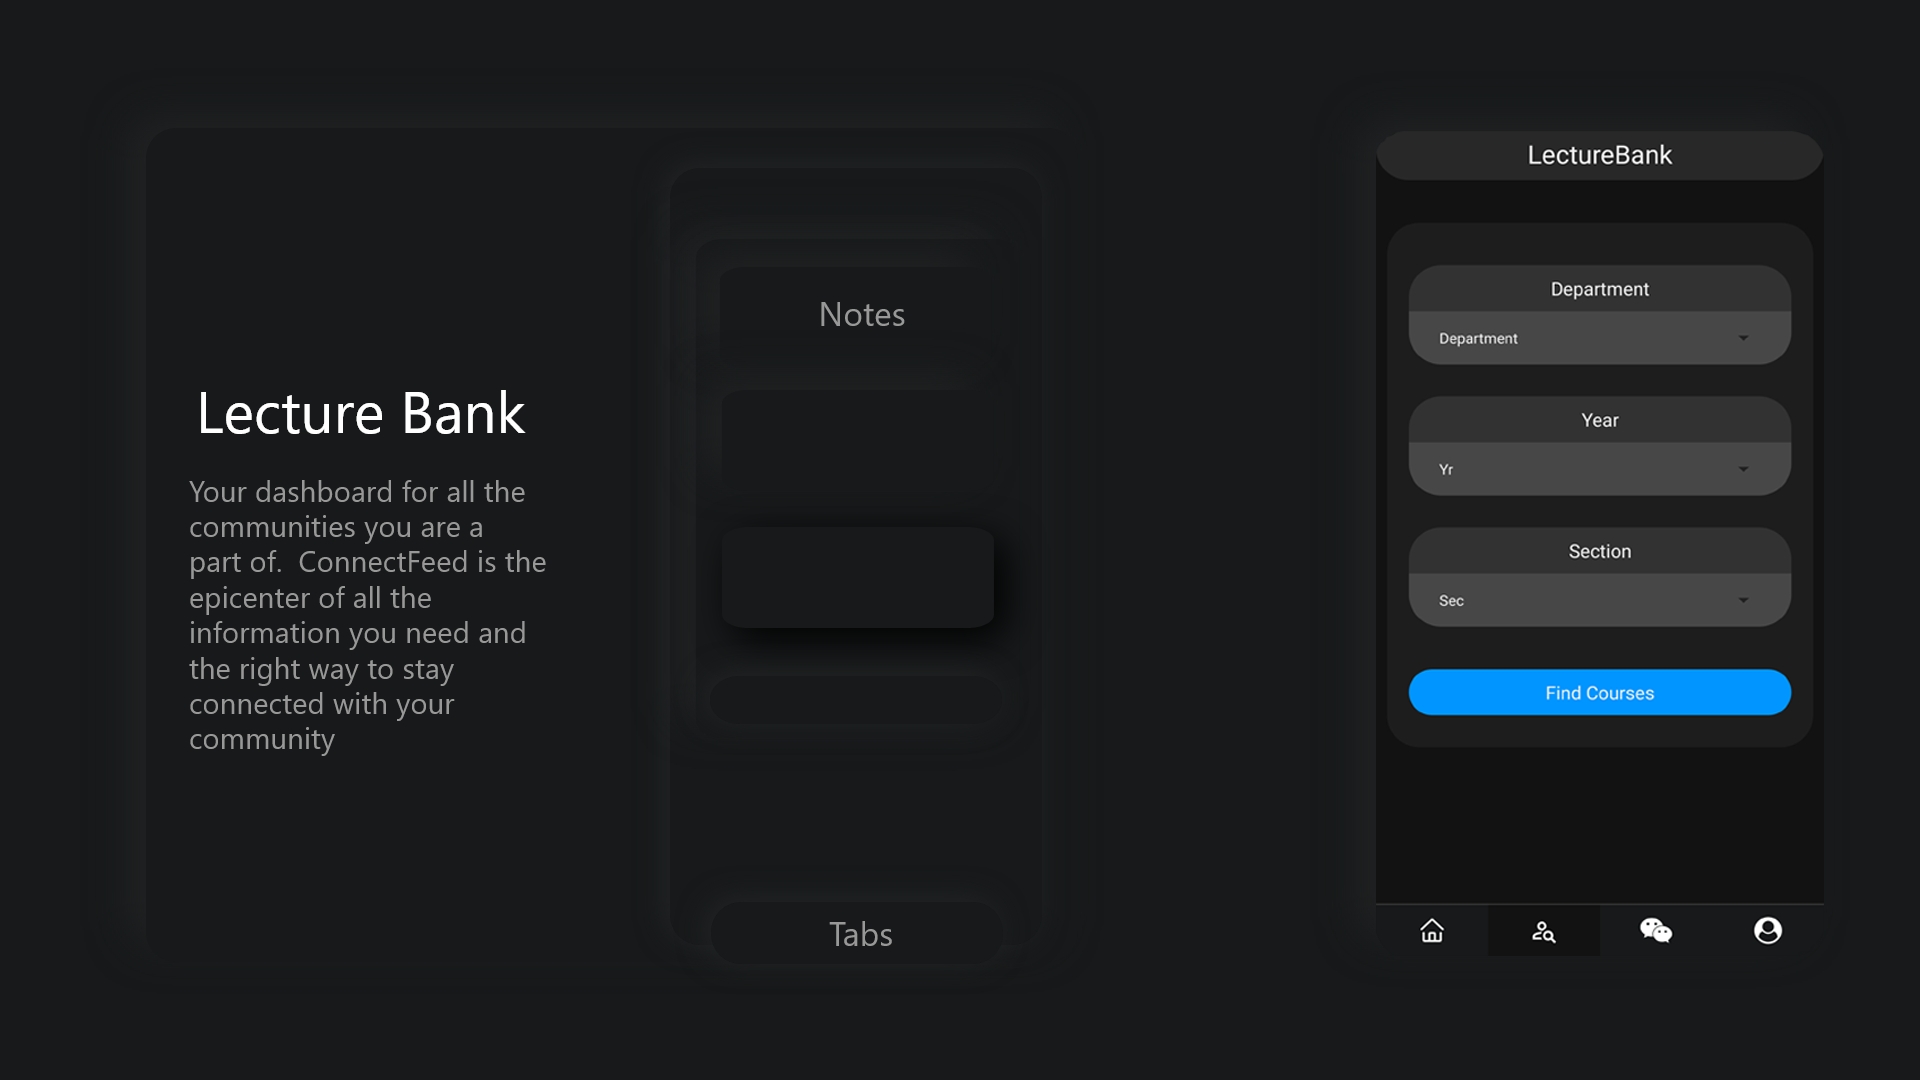 Lecture Bank
Your dashboard for all the
communities you are a
part of.  ConnectFeed is the
epicenter of all the
information you need and
the right way to stay
connected with your
community
Notes
Tabs
LectureBank
Department
Department
Year
Yr
Section
Sec
Find Courses